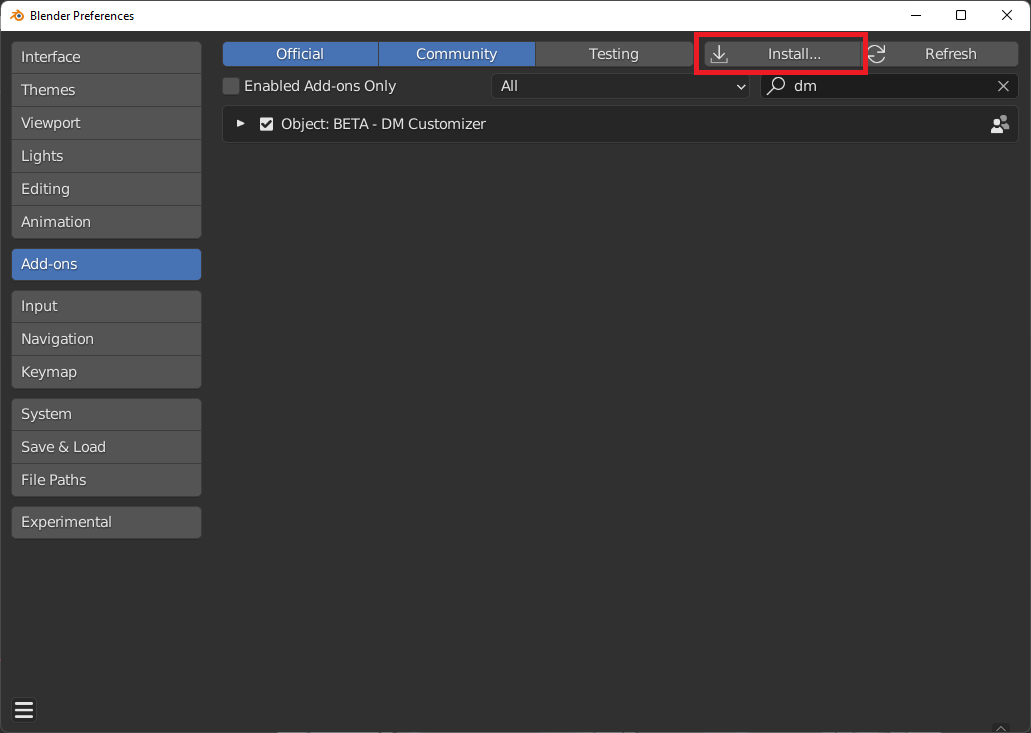 Blender Preferences
Interface
Themes
Viewport
Lights
Editing
Animation
Add-ons
Input
Navigation
Keymap
System
Save & Load
File Paths
Experimental
Official Community Testing Install... Refresh
Enabled Add-ons Only All dm
Object: BETA - DM Customizer